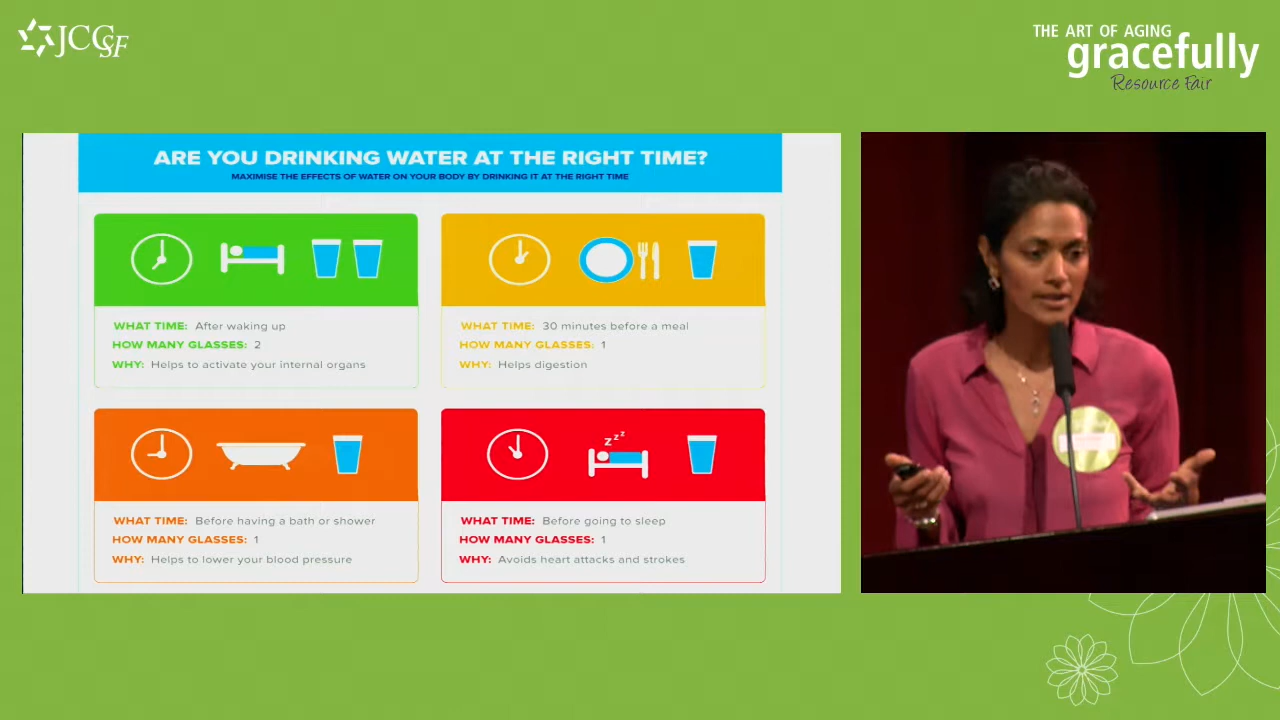 JCCSF
THE ART OF AGING
gracefully
Resource Fair
ARE YOU DRINKING WATER AT THE RIGHT TIME?
MAXIMISE THE EFFECTS OF WATER ON YOUR BODY BY DRINKING IT AT THE RIGHT TIME
WHAT TIME: After waking up
HOW MANY GLASSES: 2
WHY: Helps to activate your internal organs
WHAT TIME: 30 minutes before a meal
HOW MANY GLASSES: 1
WHY: Helps digestion
zzz
WHAT TIME: Before having a bath or shower
HOW MANY GLASSES: 1
WHY: Helps to lower your blood pressure
WHAT TIME: Before going to sleep
HOW MANY GLASSES: 1
WHY: Avoids heart attacks and strokes